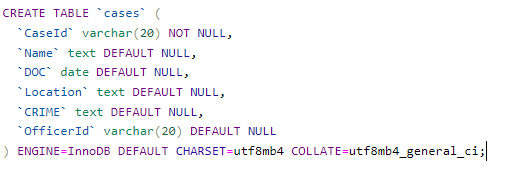 CREATE TABLE `cases` (
`CaseId` varchar(20) NOT NULL,
`Name` text DEFAULT NULL,
`DOC` date DEFAULT NULL,
`Location` text DEFAULT NULL,
`CRIME` text DEFAULT NULL,
`OfficerId` varchar(20) DEFAULT NULL
) ENGINE=InnoDB DEFAULT CHARSET=utf8mb4 COLLATE=utf8mb4_general_ci;